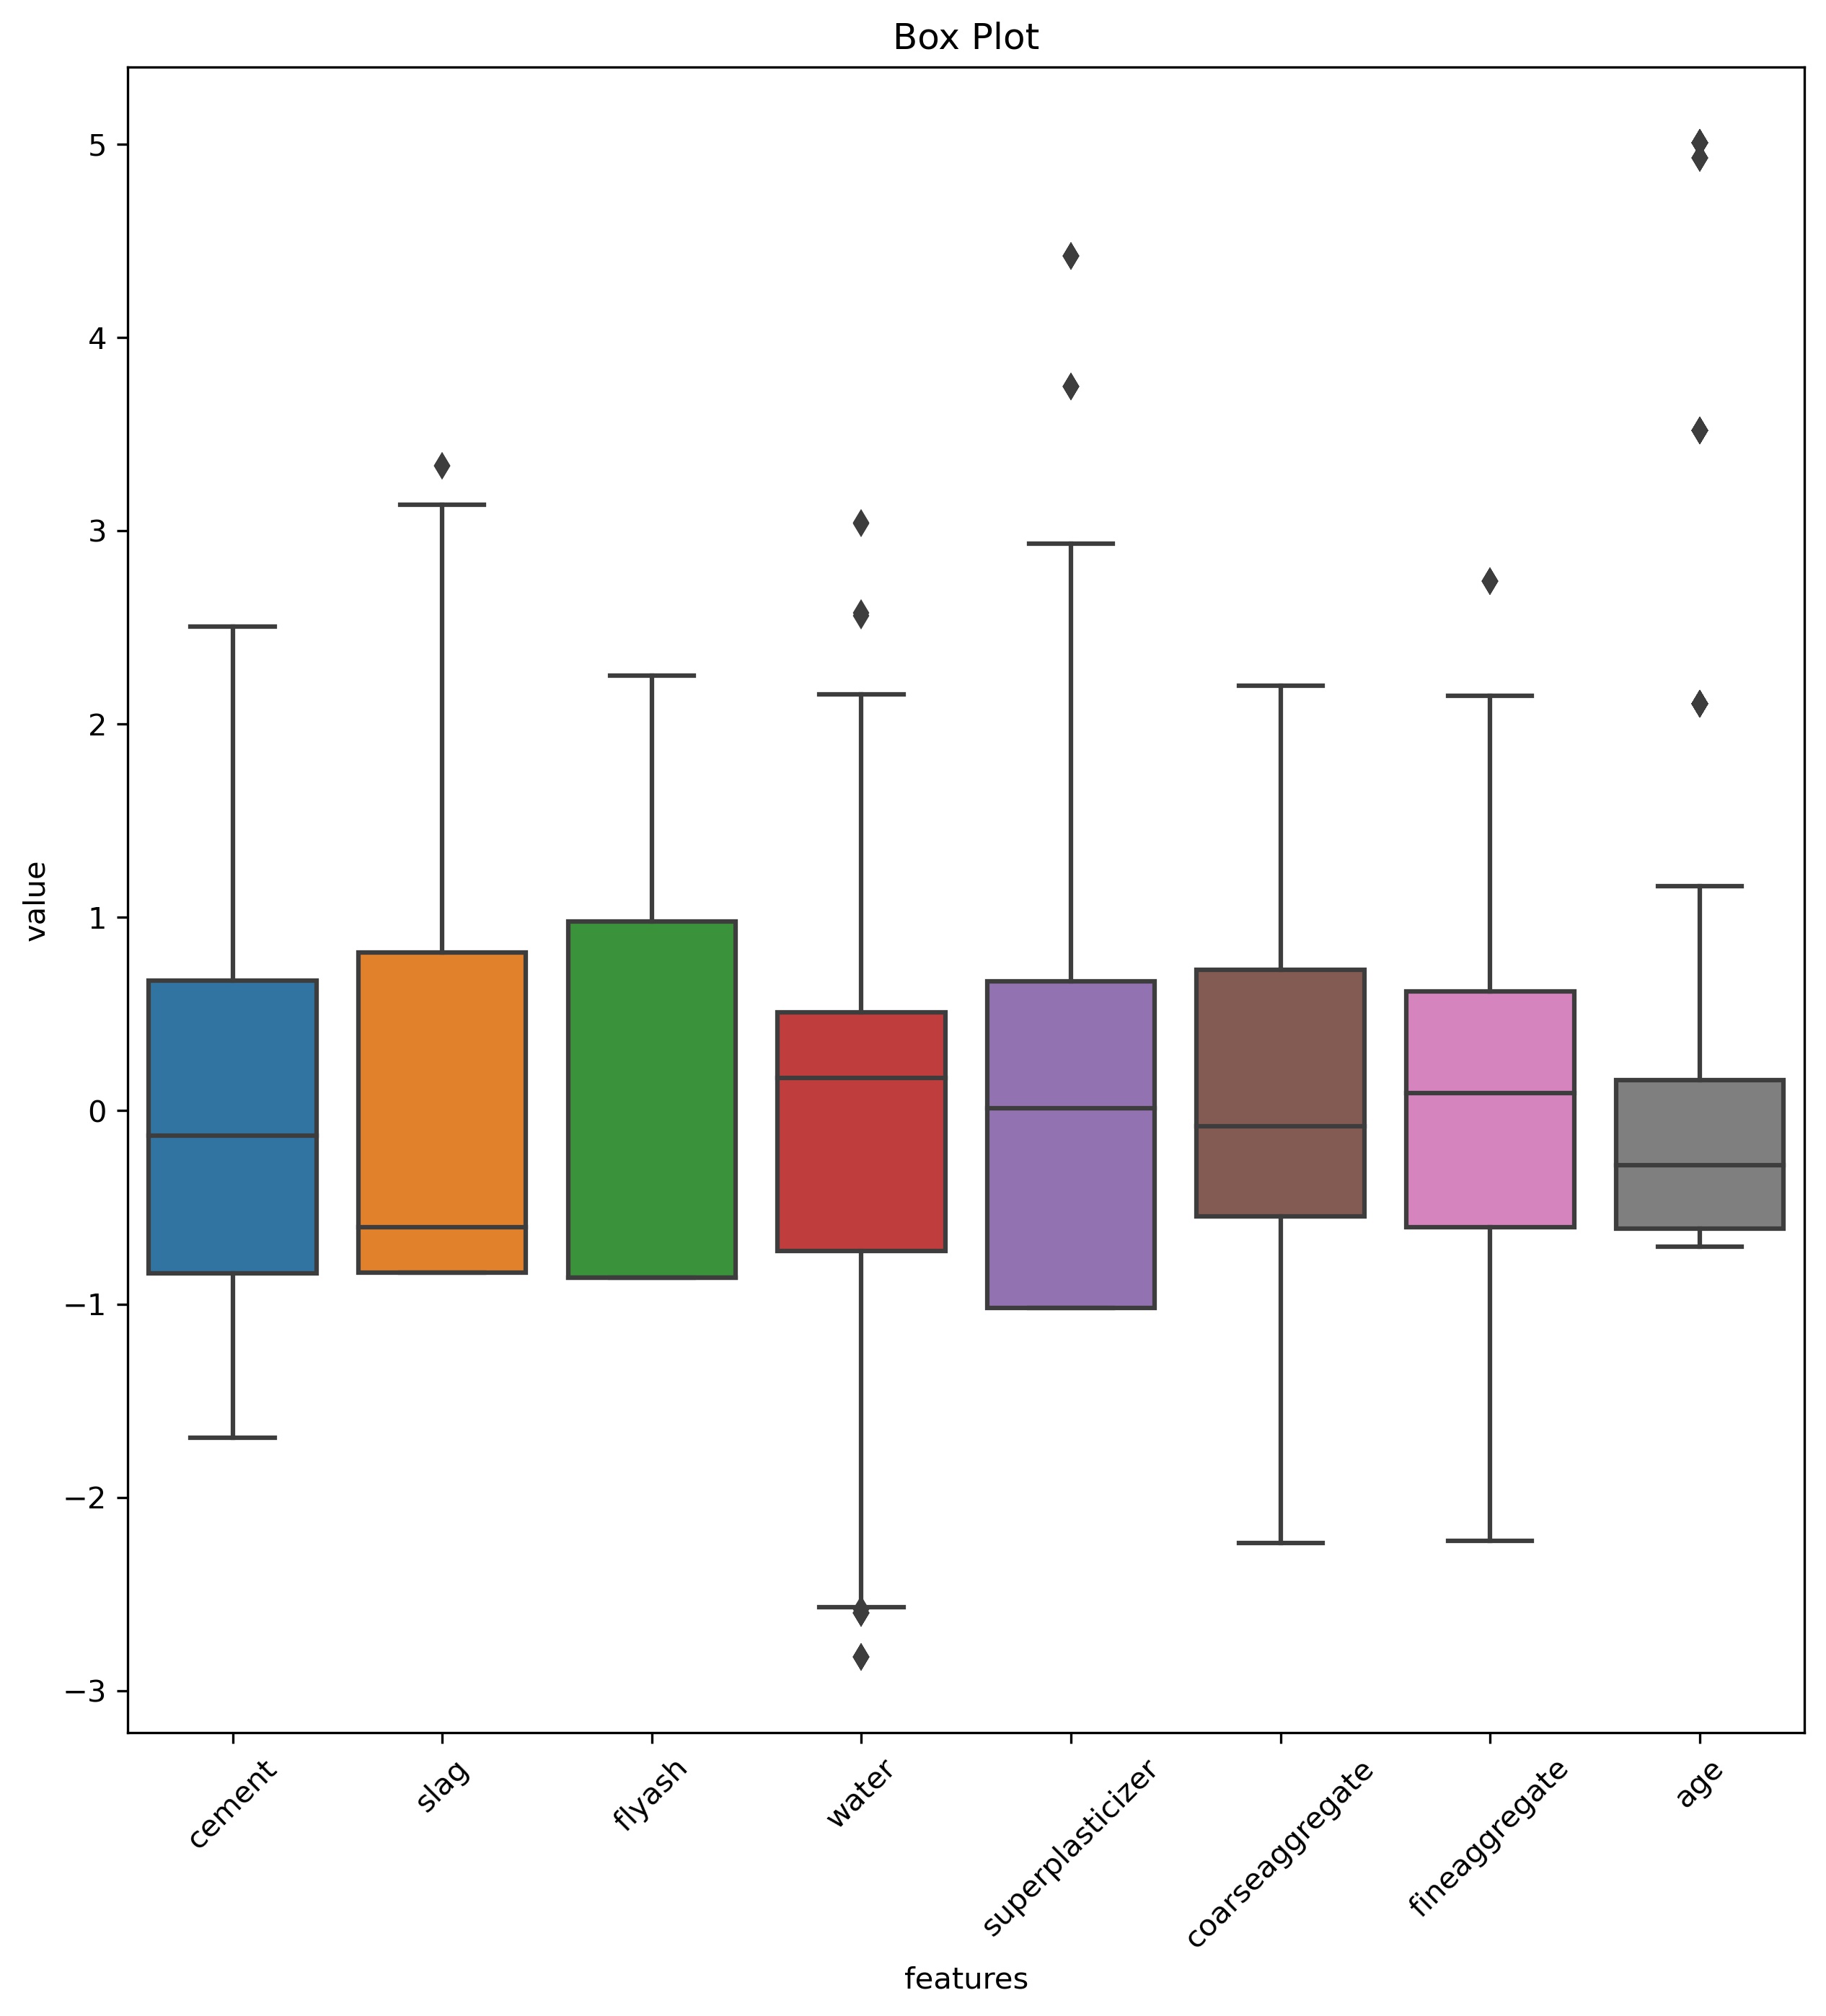 Box Plot
5
4
3
2
1
0
−1
−2
−3
value
cement
slag
flyash
water
superplasticizer
coarseaggregate
fineaggregate
age
features